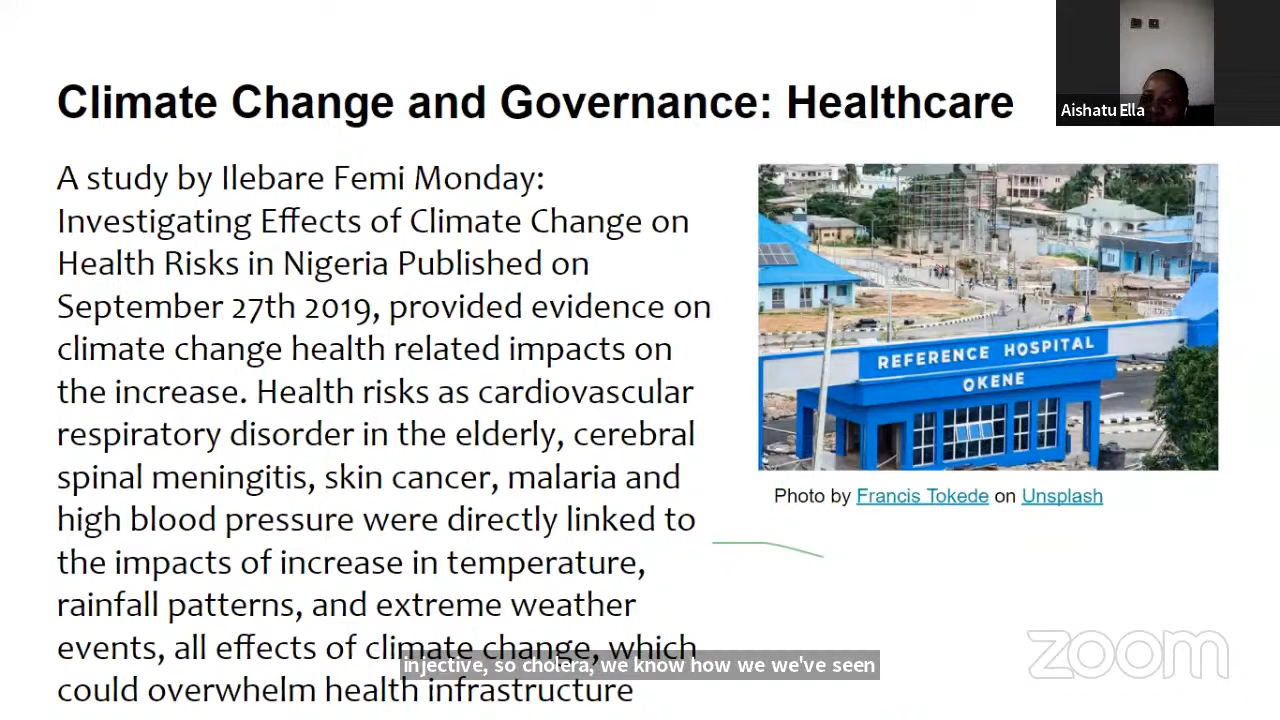 Climate Change and Governance: Healthcare
Aishatu Ella
A study by Ilebare Femi Monday:
Investigating Effects of Climate Change on
Health Risks in Nigeria Published on
September 27th 2019, provided evidence on
climate change health related impacts on
the increase. Health risks as cardiovascular
respiratory disorder in the elderly, cerebral
spinal meningitis, skin cancer, malaria and
high blood pressure were directly linked to
the impacts of increase in temperature,
rainfall patterns, and extreme weather
events, all effects of climate change, which
could overwhelm health infrastructure
REFERENCE HOSPITAL
OKENE
Photo by Francis Tokede on Unsplash
injective, so cholera, we know how we we've seen
zoom